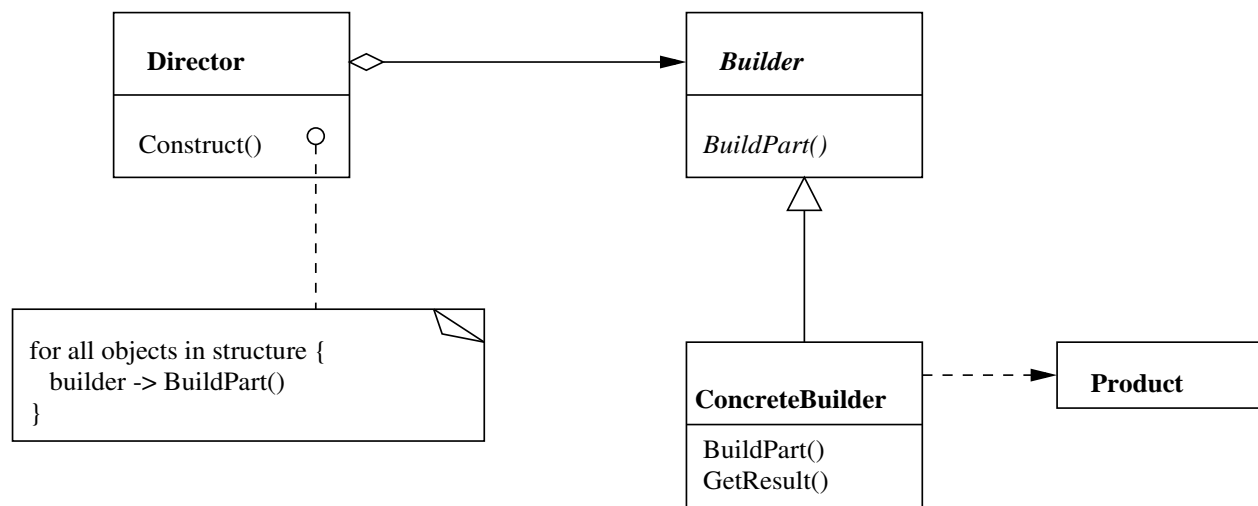 Director
Builder
Construct()
BuildPart()
for all objects in structure {
builder -> BuildPart()
}
ConcreteBuilder
Product
BuildPart()
GetResult()